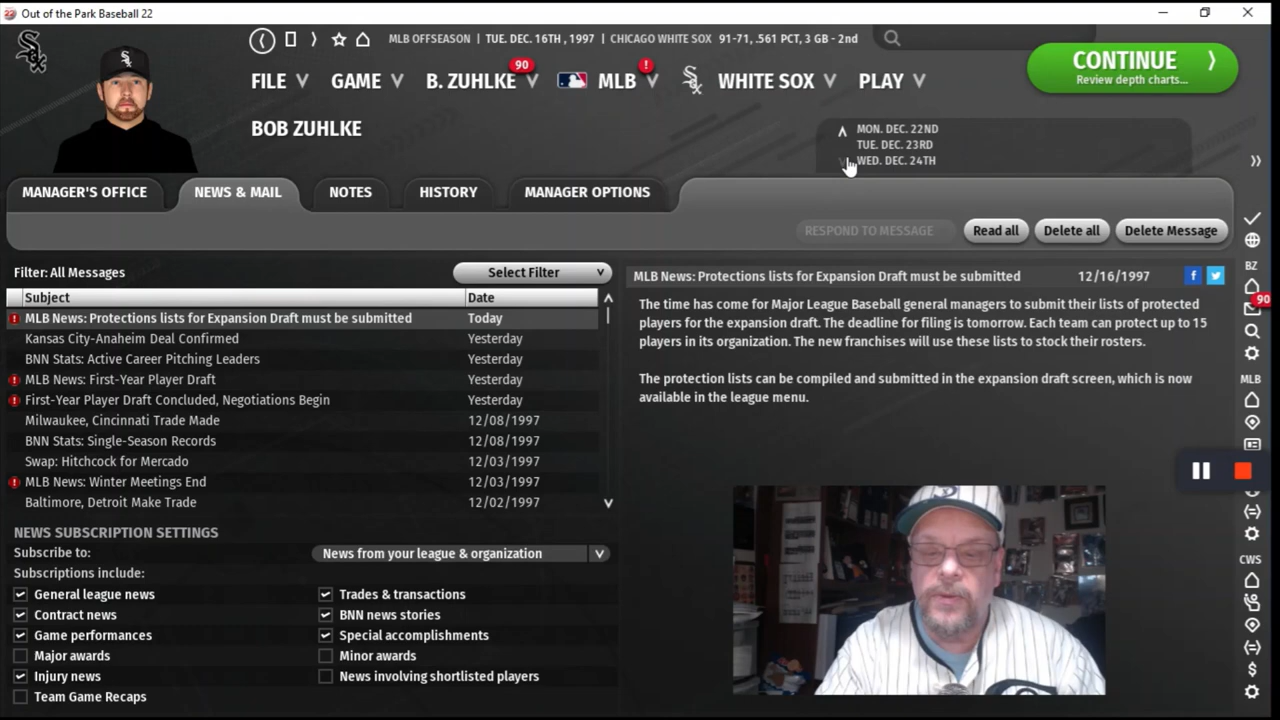 Out of the Park Baseball 22
MLB OFFSEASON | TUE. DEC. 16TH , 1997 | CHICAGO WHITE SOX 91-71, .561 PCT, 3 GB - 2nd
CONTINUE
Review depth charts...
FILE GAME B. ZUHLKE 90 MLB ! WHITE SOX PLAY
BOB ZUHLKE
MON. DEC. 22ND
TUE. DEC. 23RD
WED. DEC. 24TH
MANAGER'S OFFICE NEWS & MAIL NOTES HISTORY MANAGER OPTIONS
RESPOND TO MESSAGE Read all Delete all Delete Message
Filter: All Messages Select Filter
Subject Date
MLB News: Protections lists for Expansion Draft must be submitted Today
Kansas City-Anaheim Deal Confirmed Yesterday
BNN Stats: Active Career Pitching Leaders Yesterday
MLB News: First-Year Player Draft Yesterday
First-Year Player Draft Concluded, Negotiations Begin Yesterday
Milwaukee, Cincinnati Trade Made 12/08/1997
BNN Stats: Single-Season Records 12/08/1997
Swap: Hitchcock for Mercado 12/03/1997
MLB News: Winter Meetings End 12/03/1997
Baltimore, Detroit Make Trade 12/02/1997
MLB News: Protections lists for Expansion Draft must be submitted 12/16/1997
The time has come for Major League Baseball general managers to submit their lists of protected
players for the expansion draft. The deadline for filing is tomorrow. Each team can protect up to 15
players in its organization. The new franchises will use these lists to stock their rosters.
The protection lists can be compiled and submitted in the expansion draft screen, which is now
available in the league menu.
NEWS SUBSCRIPTION SETTINGS
Subscribe to: News from your league & organization
Subscriptions include:
General league news Trades & transactions
Contract news BNN news stories
Game performances Special accomplishments
Major awards Minor awards
Injury news News involving shortlisted players
Team Game Recaps
BZ
90
MLB
CWS